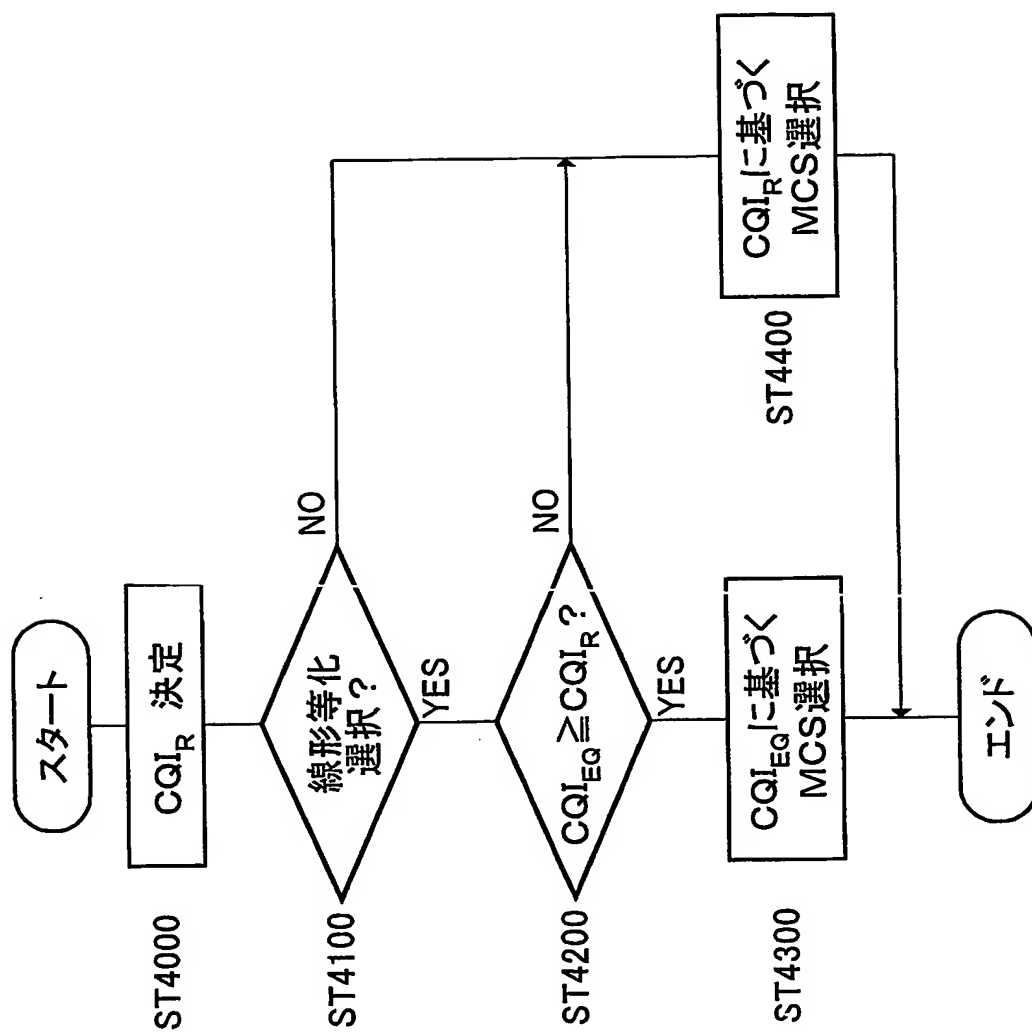 スタート
ST4000
CQI_R 決定
ST4100
線形等化
選択?
NO
YES
ST4200
CQI_EQ ≧CQI_R ?
NO
YES
ST4300
CQI_EQに基づく
MCS選択
ST4400
CQI_Rに基づく
MCS選択
エンド